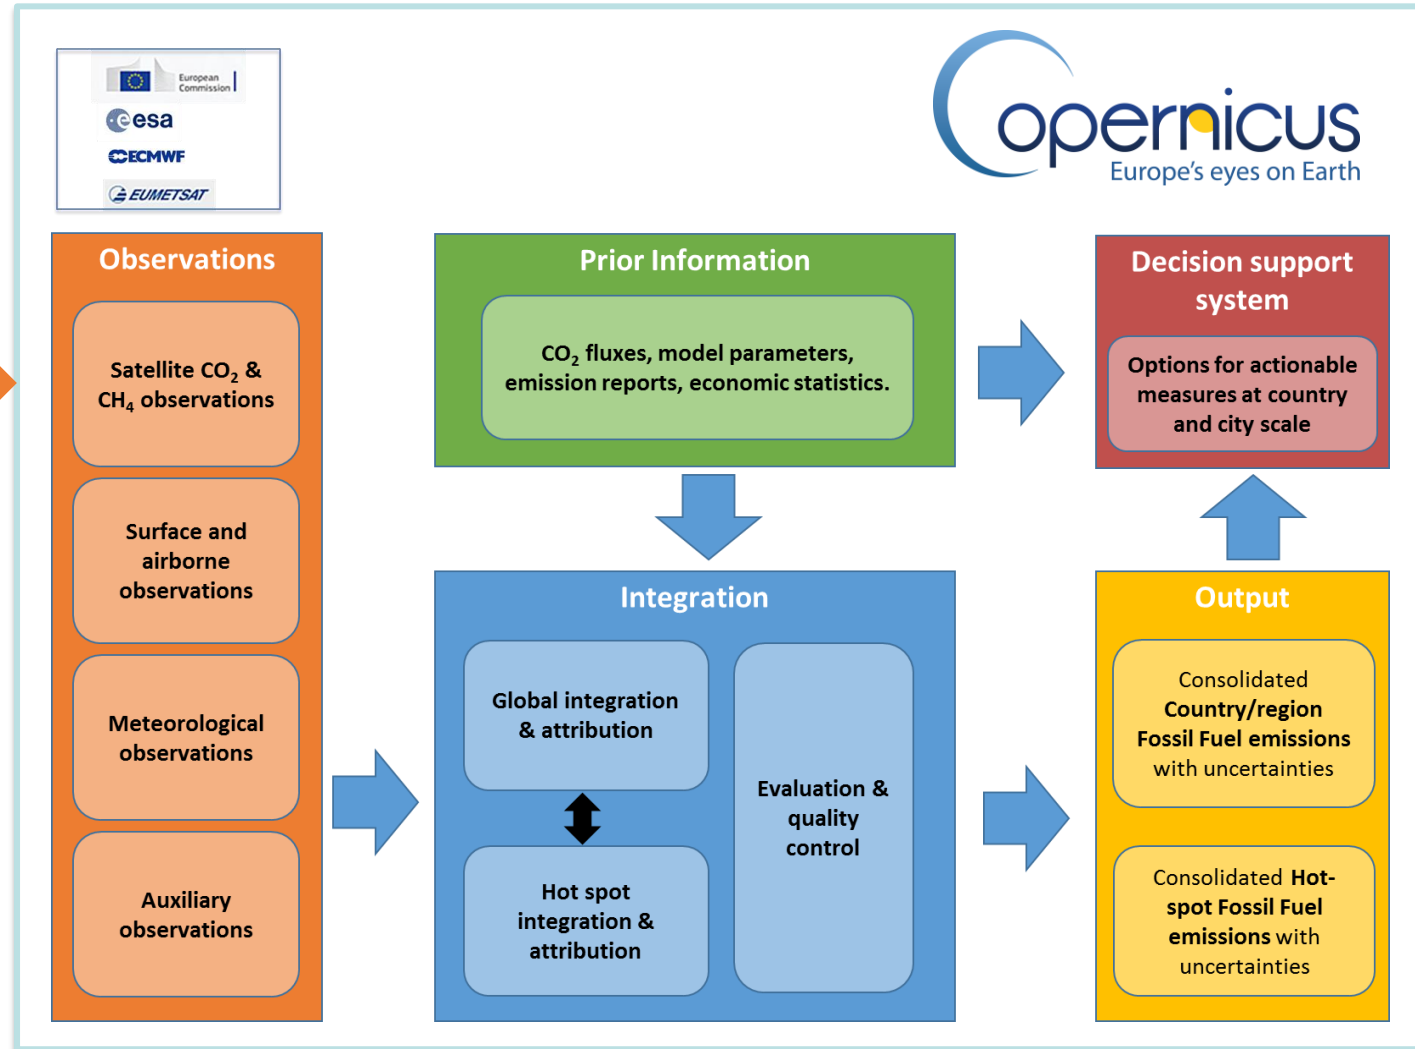 European
Commission
esa
ECMWF
EUMETSAT
Copernicus
Europe's eyes on Earth
Observations
Satellite CO₂ &
CH₄ observations
Surface and
airborne
observations
Meteorological
observations
Auxiliary
observations
Prior Information
CO₂ fluxes, model parameters,
emission reports, economic statistics.
Integration
Global integration
& attribution
Hot spot
integration &
attribution
Evaluation &
quality
control
Decision support
system
Options for actionable
measures at country
and city scale
Output
Consolidated
Country/region
Fossil Fuel emissions
with uncertainties
Consolidated Hot-
spot Fossil Fuel
emissions with
uncertainties